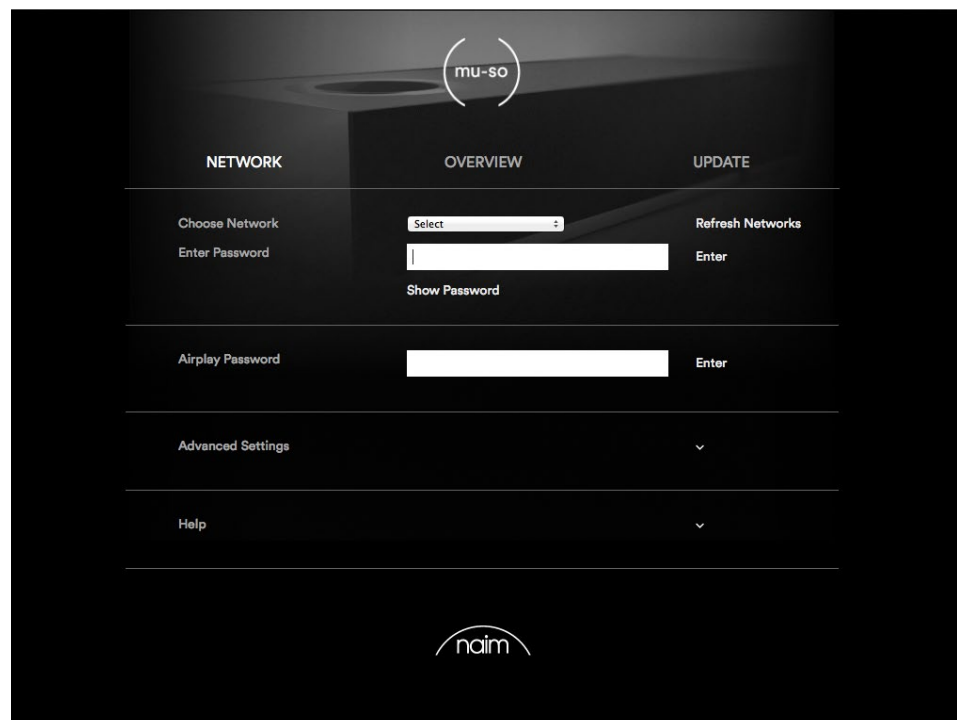 mu-so
NETWORK OVERVIEW UPDATE
Choose Network Select Refresh Networks
Enter Password Enter
Show Password
Airplay Password Enter
Advanced Settings
Help
naim